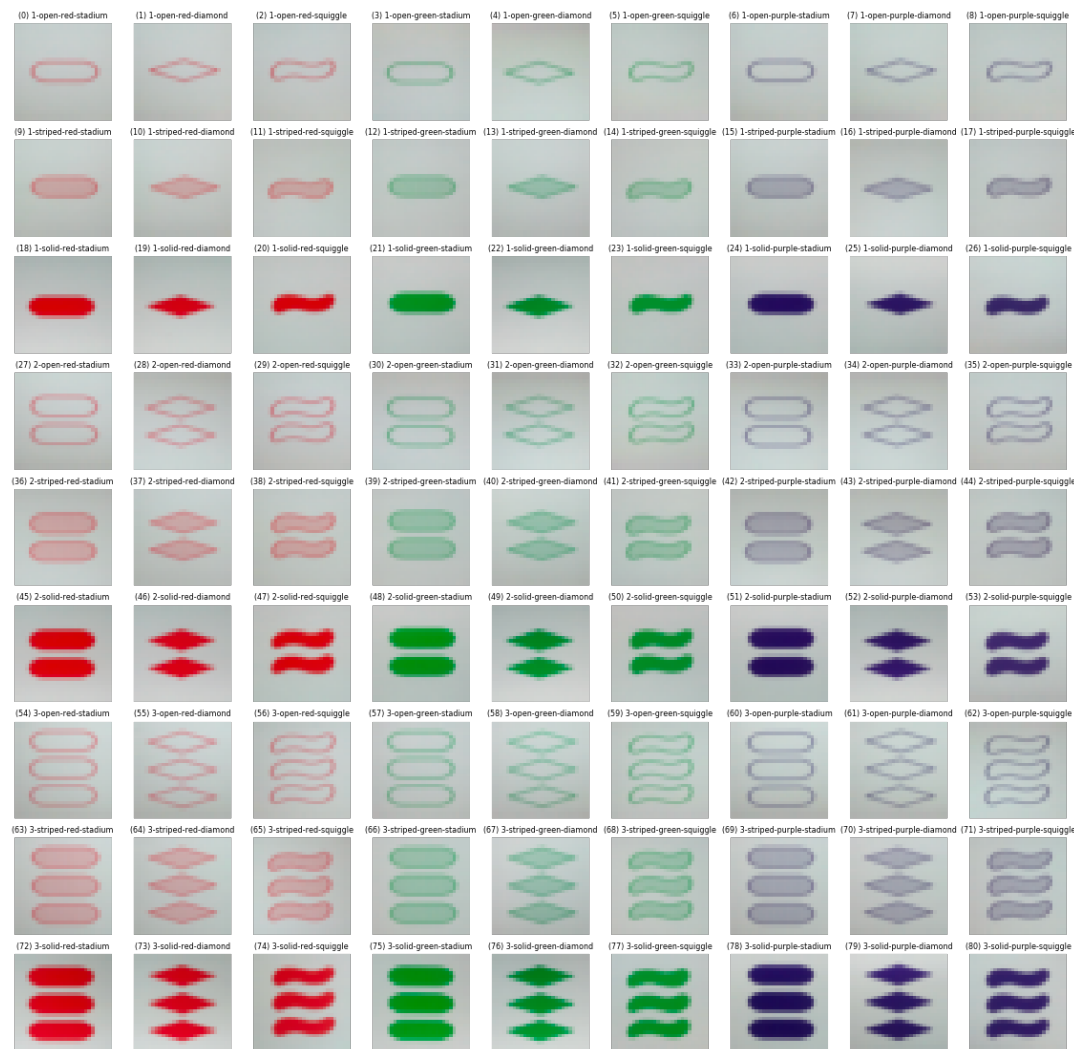 (0) 1-open-red-stadium (1) 1-open-red-diamond (2) 1-open-red-squiggle (3) 1-open-green-stadium (4) 1-open-green-diamond (5) 1-open-green-squiggle (6) 1-open-purple-stadium (7) 1-open-purple-diamond (8) 1-open-purple-squiggle
(9) 1-striped-red-stadium (10) 1-striped-red-diamond (11) 1-striped-red-squiggle (12) 1-striped-green-stadium (13) 1-striped-green-diamond (14) 1-striped-green-squiggle (15) 1-striped-purple-stadium (16) 1-striped-purple-diamond (17) 1-striped-purple-squiggle
(18) 1-solid-red-stadium (19) 1-solid-red-diamond (20) 1-solid-red-squiggle (21) 1-solid-green-stadium (22) 1-solid-green-diamond (23) 1-solid-green-squiggle (24) 1-solid-purple-stadium (25) 1-solid-purple-diamond (26) 1-solid-purple-squiggle
(27) 2-open-red-stadium (28) 2-open-red-diamond (29) 2-open-red-squiggle (30) 2-open-green-stadium (31) 2-open-green-diamond (32) 2-open-green-squiggle (33) 2-open-purple-stadium (34) 2-open-purple-diamond (35) 2-open-purple-squiggle
(36) 2-striped-red-stadium (37) 2-striped-red-diamond (38) 2-striped-red-squiggle (39) 2-striped-green-stadium (40) 2-striped-green-diamond (41) 2-striped-green-squiggle (42) 2-striped-purple-stadium (43) 2-striped-purple-diamond (44) 2-striped-purple-squiggle
(45) 2-solid-red-stadium (46) 2-solid-red-diamond (47) 2-solid-red-squiggle (48) 2-solid-green-stadium (49) 2-solid-green-diamond (50) 2-solid-green-squiggle (51) 2-solid-purple-stadium (52) 2-solid-purple-diamond (53) 2-solid-purple-squiggle
(54) 3-open-red-stadium (55) 3-open-red-diamond (56) 3-open-red-squiggle (57) 3-open-green-stadium (58) 3-open-green-diamond (59) 3-open-green-squiggle (60) 3-open-purple-stadium (61) 3-open-purple-diamond (62) 3-open-purple-squiggle
(63) 3-striped-red-stadium (64) 3-striped-red-diamond (65) 3-striped-red-squiggle (66) 3-striped-green-stadium (67) 3-striped-green-diamond (68) 3-striped-green-squiggle (69) 3-striped-purple-stadium (70) 3-striped-purple-diamond (71) 3-striped-purple-squiggle
(72) 3-solid-red-stadium (73) 3-solid-red-diamond (74) 3-solid-red-squiggle (75) 3-solid-green-stadium (76) 3-solid-green-diamond (77) 3-solid-green-squiggle (78) 3-solid-purple-stadium (79) 3-solid-purple-diamond (80) 3-solid-purple-squiggle